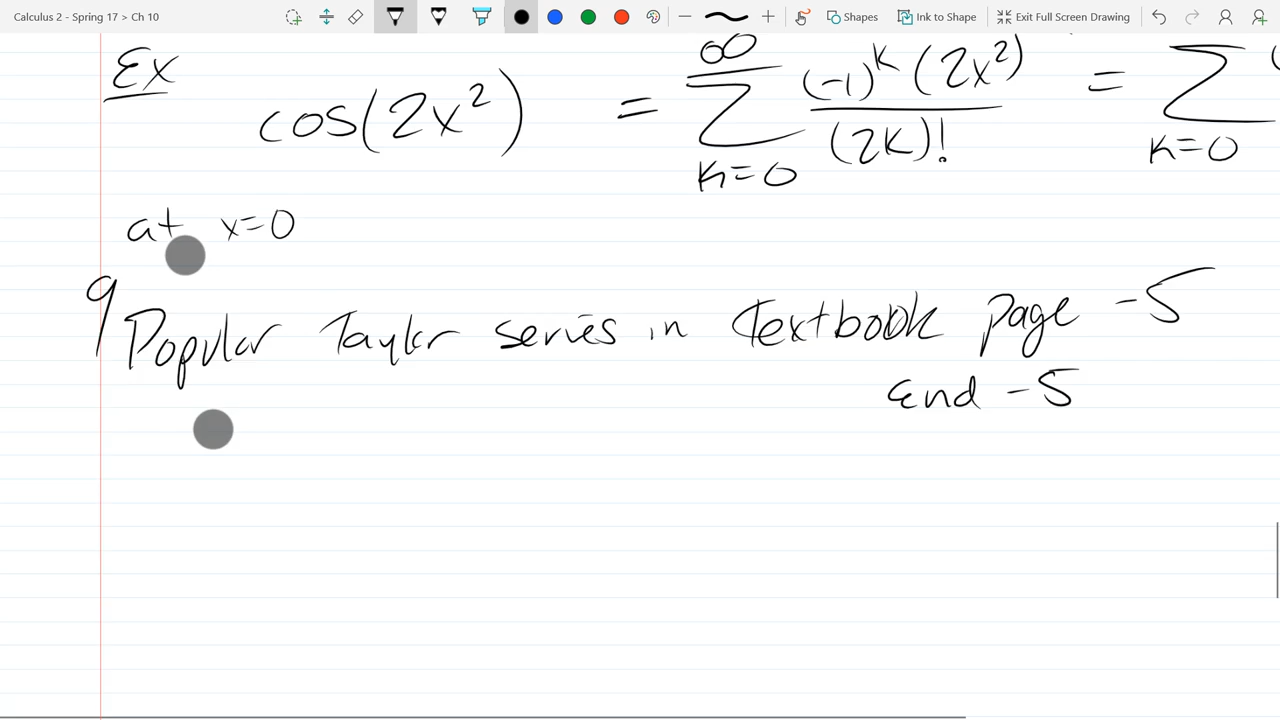 Calculus 2 - Spring 17 > Ch 10
Shapes
Ink to Shape
Exit Full Screen Drawing
Ex
cos(2x²) = ∞ ∑ k=0 (-1)^k (2x²) / (2k)! = ∑ k=0
at x=0
9 Popular Taylor series in textbook page -5
end -5